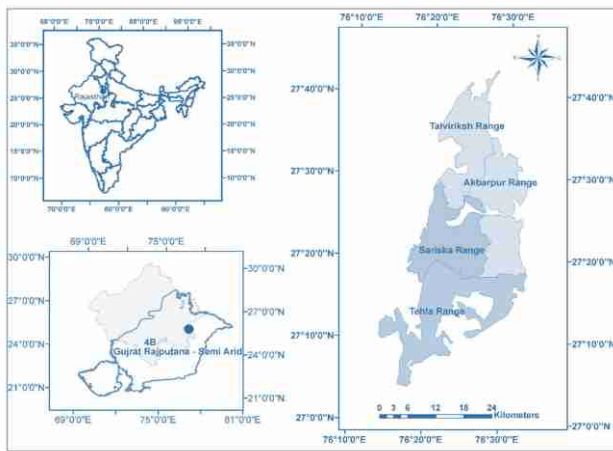 68°0'0"E 76°0'0"E 84°0'0"E 92°0'0"E
35°0'0"N
30°0'0"N
25°0'0"N
20°0'0"N
15°0'0"N
10°0'0"N
35°0'0"N
30°0'0"N
25°0'0"N
20°0'0"N
15°0'0"N
10°0'0"N
Rajasthan
80°0'0"E
69°0'0"E 75°0'0"E
30°0'0"N
27°0'0"N
24°0'0"N
21°0'0"N
30°0'0"N
27°0'0"N
24°0'0"N
21°0'0"N
4B
Gujrat Rajputana - Semi Arid
69°0'0"E 75°0'0"E 81°0'0"E
76°10'0"E 76°20'0"E 76°30'0"E
27°40'0"N
27°30'0"N
27°20'0"N
27°10'0"N
27°0'0"N
27°40'0"N
27°30'0"N
27°20'0"N
27°10'0"N
27°0'0"N
Talvriksh Range
Akbarpur Range
Sariska Range
Tehla Range
0 3 6 12 18 24
Kilometers
76°10'0"E 76°20'0"E 76°30'0"E